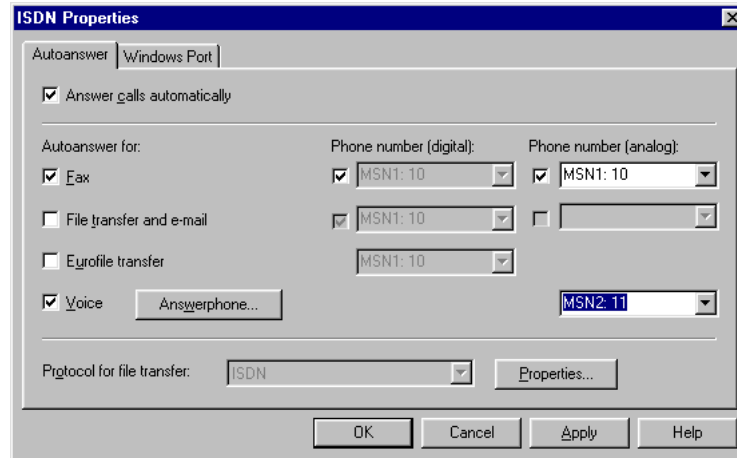 ISDN Properties
Autoanswer Windows Port
Answer calls automatically
Autoanswer for: Phone number (digital): Phone number (analog):
Fax MSN1: 10 MSN1: 10
File transfer and e-mail MSN1: 10
Eurofile transfer MSN1: 10
Voice Answerphone... MSN2: 11
Protocol for file transfer: ISDN Properties...
OK Cancel Apply Help